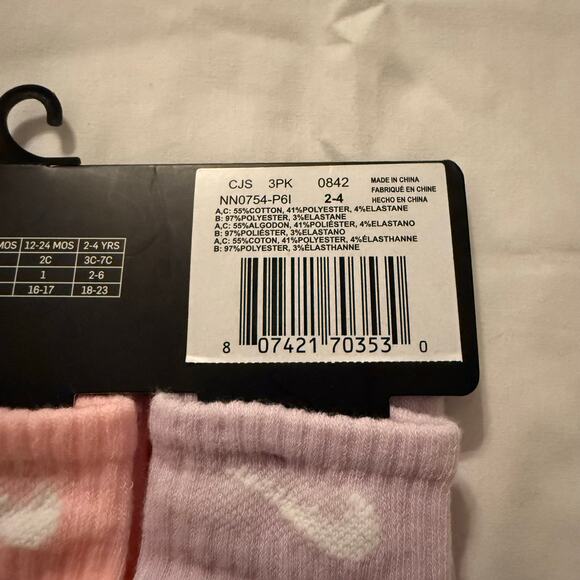 CJS 3PK 0842 MADE IN CHINA
NN0754-P6I 2-4 FABRIQUÉ EN CHINE
HECHO EN CHINA
A,C: 55%COTTON, 41%POLYESTER, 4%ELASTANE
B: 97%POLYESTER, 3%ELASTANE
A,C: 55%ALGODON, 41%POLIÉSTER, 4%ELASTANO
B: 97%POLIÉSTER, 3%ELASTANO
A,C: 55%COTON, 41%POLYESTER, 4%ÉLASTHANNE
B: 97%POLYESTER, 3%ÉLASTHANNE
8 07421 70353 0
MOS 12-24 MOS 2-4 YRS
2C 3C-7C
1 2-6
16-17 18-23